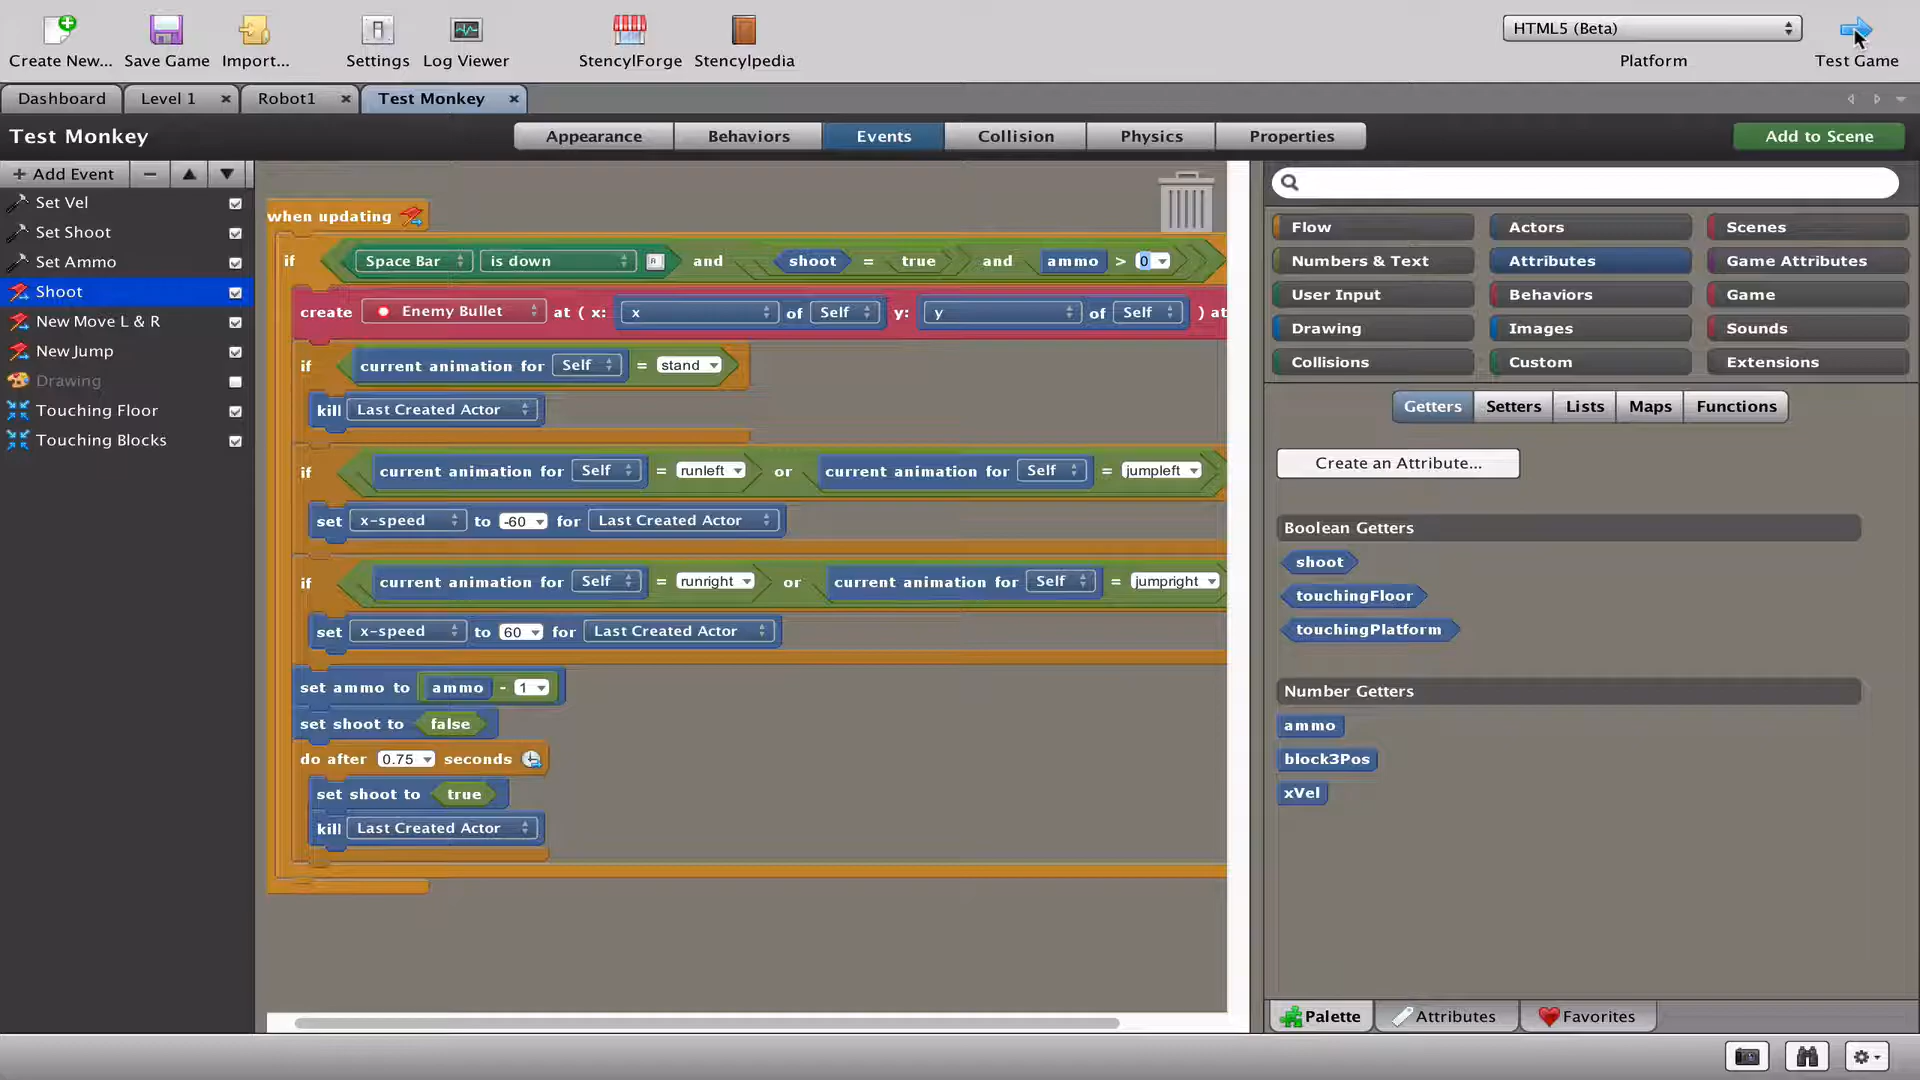 Create New...
Save Game
Import...
Settings
Log Viewer
StencylForge
Stencylpedia
HTML5 (Beta)
Platform
Test Game
Dashboard
Level 1
Robot1
Test Monkey
Test Monkey
Appearance
Behaviors
Events
Collision
Physics
Properties
Add to Scene
+ Add Event
Set Vel
Set Shoot
Set Ammo
Shoot
New Move L & R
New Jump
Drawing
Touching Floor
Touching Blocks
when updating
if Space Bar is down and shoot = true and ammo > 0
create Enemy Bullet at ( x: x of Self y: y of Self ) at
if current animation for Self = stand
kill Last Created Actor
if current animation for Self = runleft or current animation for Self = jumpleft
set x-speed to -60 for Last Created Actor
if current animation for Self = runright or current animation for Self = jumpright
set x-speed to 60 for Last Created Actor
set ammo to ammo - 1
set shoot to false
do after 0.75 seconds
set shoot to true
kill Last Created Actor
Flow
Actors
Scenes
Numbers & Text
Attributes
Game Attributes
User Input
Behaviors
Game
Drawing
Images
Sounds
Collisions
Custom
Extensions
Getters
Setters
Lists
Maps
Functions
Create an Attribute...
Boolean Getters
shoot
touchingFloor
touchingPlatform
Number Getters
ammo
block3Pos
xVel
Palette
Attributes
Favorites